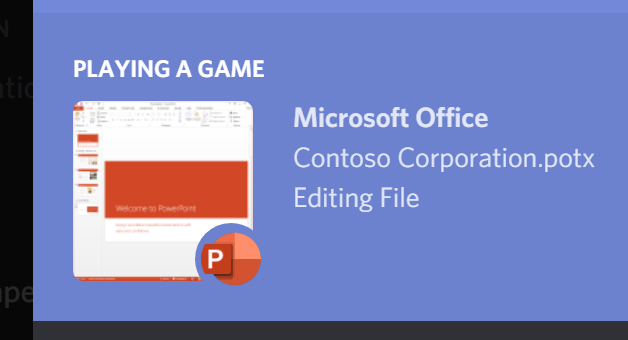 PLAYING A GAME
Microsoft Office
Contoso Corporation.potx
Editing File
Welcome to PowerPoint
P